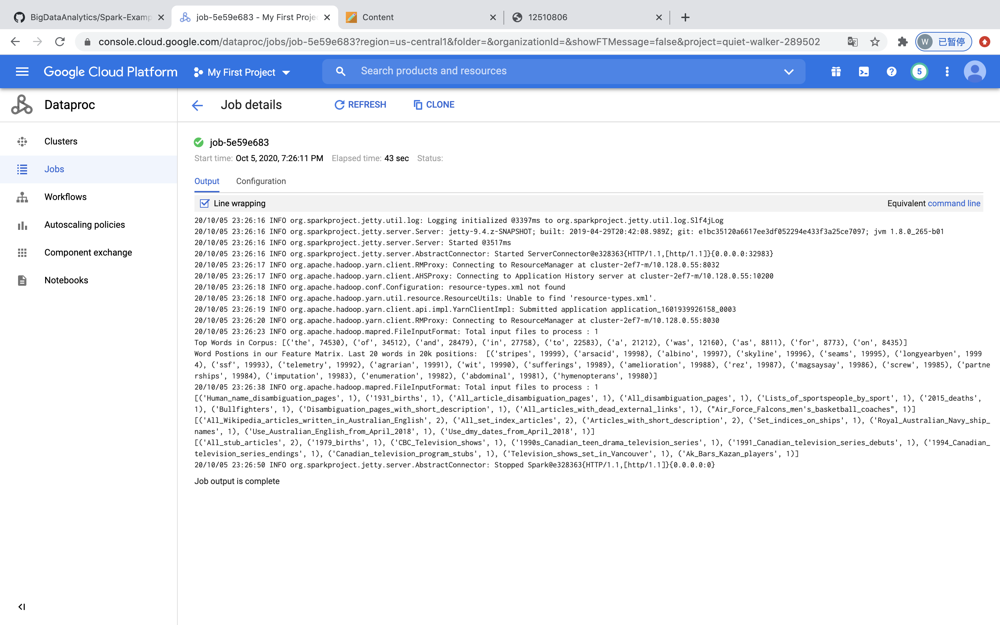 BigDataAnalytics/Spark-Examp
job-5e59e683 - My First Projec
Content
12510806
console.cloud.google.com/dataproc/jobs/job-5e59e683?region=us-central1&folder=&organizationId=&showFTMessage=false&project=quiet-walker-289502
W 已暂停
Google Cloud Platform
My First Project
Search products and resources
5
Dataproc
Job details
REFRESH
CLONE
Clusters
Jobs
Workflows
Autoscaling policies
Component exchange
Notebooks
job-5e59e683
Start time: Oct 5, 2020, 7:26:11 PM Elapsed time: 43 sec Status:
Output Configuration
Line wrapping
Equivalent command line
20/10/05 23:26:16 INFO org.sparkproject.jetty.util.log: Logging initialized @3397ms to org.sparkproject.jetty.util.log.Slf4jLog
20/10/05 23:26:16 INFO org.sparkproject.jetty.server.Server: jetty-9.4.z-SNAPSHOT; built: 2019-04-29T20:42:08.989Z; git: e1bc35120a6617ee3df052294e433f3a25ce7097; jvm 1.8.0_265-b01
20/10/05 23:26:16 INFO org.sparkproject.jetty.server.Server: Started @3517ms
20/10/05 23:26:16 INFO org.sparkproject.jetty.server.AbstractConnector: Started ServerConnector@e328363{HTTP/1.1,[http/1.1]}{0.0.0.0:32983}
20/10/05 23:26:17 INFO org.apache.hadoop.yarn.client.RMProxy: Connecting to ResourceManager at cluster-2ef7-m/10.128.0.55:8032
20/10/05 23:26:17 INFO org.apache.hadoop.yarn.client.AHSProxy: Connecting to Application History server at cluster-2ef7-m/10.128.0.55:10200
20/10/05 23:26:18 INFO org.apache.hadoop.conf.Configuration: resource-types.xml not found
20/10/05 23:26:18 INFO org.apache.hadoop.yarn.util.resource.ResourceUtils: Unable to find 'resource-types.xml'.
20/10/05 23:26:19 INFO org.apache.hadoop.yarn.client.api.impl.YarnClientImpl: Submitted application application_1601939926158_0003
20/10/05 23:26:20 INFO org.apache.hadoop.yarn.client.RMProxy: Connecting to ResourceManager at cluster-2ef7-m/10.128.0.55:8030
20/10/05 23:26:23 INFO org.apache.hadoop.mapred.FileInputFormat: Total input files to process : 1
Top Words in Corpus: [('the', 74530), ('of', 34512), ('and', 28479), ('in', 27758), ('to', 22583), ('a', 21212), ('was', 12160), ('as', 8811), ('for', 8773), ('on', 8435)]
Word Postions in our Feature Matrix. Last 20 words in 20k positions:  [('stripes', 19999), ('arsacid', 19998), ('albino', 19997), ('skyline', 19996), ('seams', 19995), ('longyearbyen', 1999
4), ('ssf', 19993), ('telemetry', 19992), ('agrarian', 19991), ('wit', 19990), ('sufferings', 19989), ('amelioration', 19988), ('rez', 19987), ('magsaysay', 19986), ('screw', 19985), ('partne
rships', 19984), ('imputation', 19983), ('enumeration', 19982), ('abdominal', 19981), ('hymenopterans', 19980)]
20/10/05 23:26:38 INFO org.apache.hadoop.mapred.FileInputFormat: Total input files to process : 1
[('Human_name_disambiguation_pages', 1), ('1931_births', 1), ('All_article_disambiguation_pages', 1), ('All_disambiguation_pages', 1), ('Lists_of_sportspeople_by_sport', 1), ('2015_deaths',
1), ('Bullfighters', 1), ('Disambiguation_pages_with_short_description', 1), ('All_articles_with_dead_external_links', 1), ("Air_Force_Falcons_men's_basketball_coaches", 1)]
[('All_Wikipedia_articles_written_in_Australian_English', 2), ('All_set_index_articles', 2), ('Articles_with_short_description', 2), ('Set_indices_on_ships', 1), ('Royal_Australian_Navy_ship_
names', 1), ('Use_Australian_English_from_April_2018', 1), ('Use_dmy_dates_from_April_2018', 1)]
[('All_stub_articles', 2), ('1979_births', 1), ('CBC_Television_shows', 1), ('1990s_Canadian_teen_drama_television_series', 1), ('1991_Canadian_television_series_debuts', 1), ('1994_Canadian_
television_series_endings', 1), ('Canadian_television_program_stubs', 1), ('Television_shows_set_in_Vancouver', 1), ('Ak_Bars_Kazan_players', 1)]
20/10/05 23:26:50 INFO org.sparkproject.jetty.server.AbstractConnector: Stopped Spark@e328363{HTTP/1.1,[http/1.1]}{0.0.0.0:0}
Job output is complete